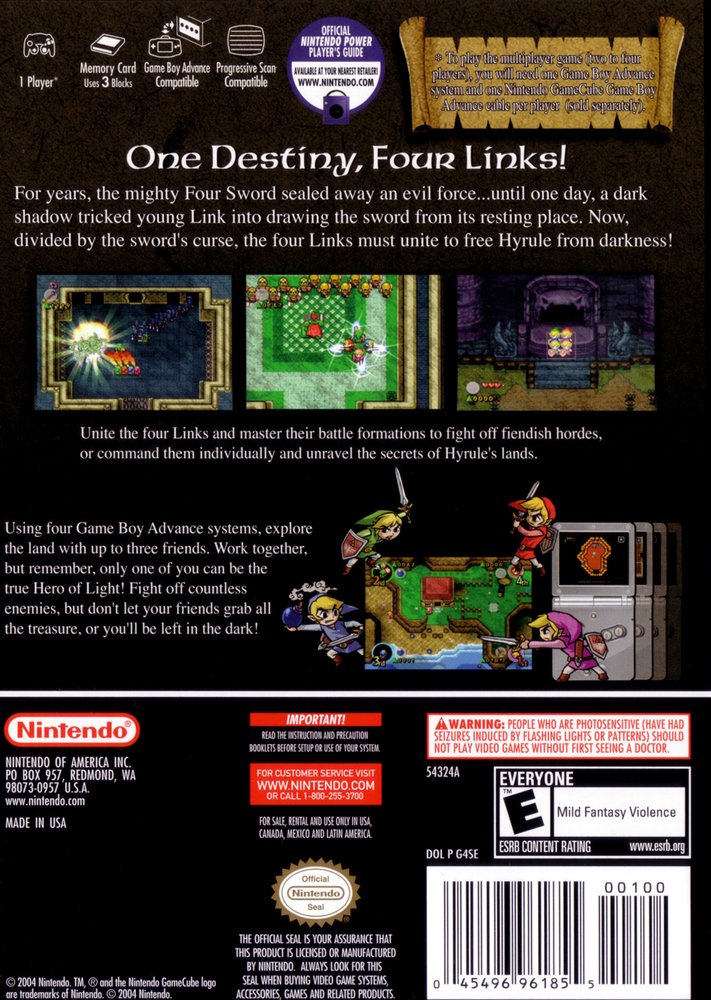 OFFICIAL
NINTENDO POWER
PLAYER'S GUIDE
AVAILABLE AT YOUR NEAREST RETAILER!
WWW.NINTENDO.COM
1 Player*
Memory Card
Uses 3 Blocks
Game Boy Advance
Compatible
Progressive Scan
Compatible
* To play the multiplayer game (two to four
players), you will need one Game Boy Advance
system and one Nintendo GameCube Game Boy
Advance cable per player (sold separately).
One Destiny, Four Links!
For years, the mighty Four Sword sealed away an evil force...until one day, a dark
shadow tricked young Link into drawing the sword from its resting place. Now,
divided by the sword's curse, the four Links must unite to free Hyrule from darkness!
Unite the four Links and master their battle formations to fight off fiendish hordes,
or command them individually and unravel the secrets of Hyrule's lands.
Using four Game Boy Advance systems, explore
the land with up to three friends. Work together,
but remember, only one of you can be the
true Hero of Light! Fight off countless
enemies, but don't let your friends grab all
the treasure, or you'll be left in the dark!
Nintendo
NINTENDO OF AMERICA INC.
PO BOX 957, REDMOND, WA
98073-0957 U.S.A.
www.nintendo.com
MADE IN USA
IMPORTANT!
READ THE INSTRUCTION AND PRECAUTION
BOOKLETS BEFORE SETUP OR USE OF YOUR SYSTEM.
FOR CUSTOMER SERVICE VISIT
WWW.NINTENDO.COM
OR CALL 1-800-255-3700
FOR SALE, RENTAL AND USE ONLY IN USA,
CANADA, MEXICO AND LATIN AMERICA.
Official
Nintendo
Seal
THE OFFICIAL SEAL IS YOUR ASSURANCE THAT
THIS PRODUCT IS LICENSED OR MANUFACTURED
BY NINTENDO. ALWAYS LOOK FOR THIS
SEAL WHEN BUYING VIDEO GAME SYSTEMS,
ACCESSORIES, GAMES AND RELATED PRODUCTS.
WARNING: PEOPLE WHO ARE PHOTOSENSITIVE (HAVE HAD
SEIZURES INDUCED BY FLASHING LIGHTS OR PATTERNS) SHOULD
NOT PLAY VIDEO GAMES WITHOUT FIRST SEEING A DOCTOR.
54324A
DOL P G4SE
EVERYONE
E
TM
Mild Fantasy Violence
ESRB CONTENT RATING www.esrb.org
00100
0 45496 96185 5
© 2004 Nintendo. TM, ® and the Nintendo GameCube logo
are trademarks of Nintendo. © 2004 Nintendo.